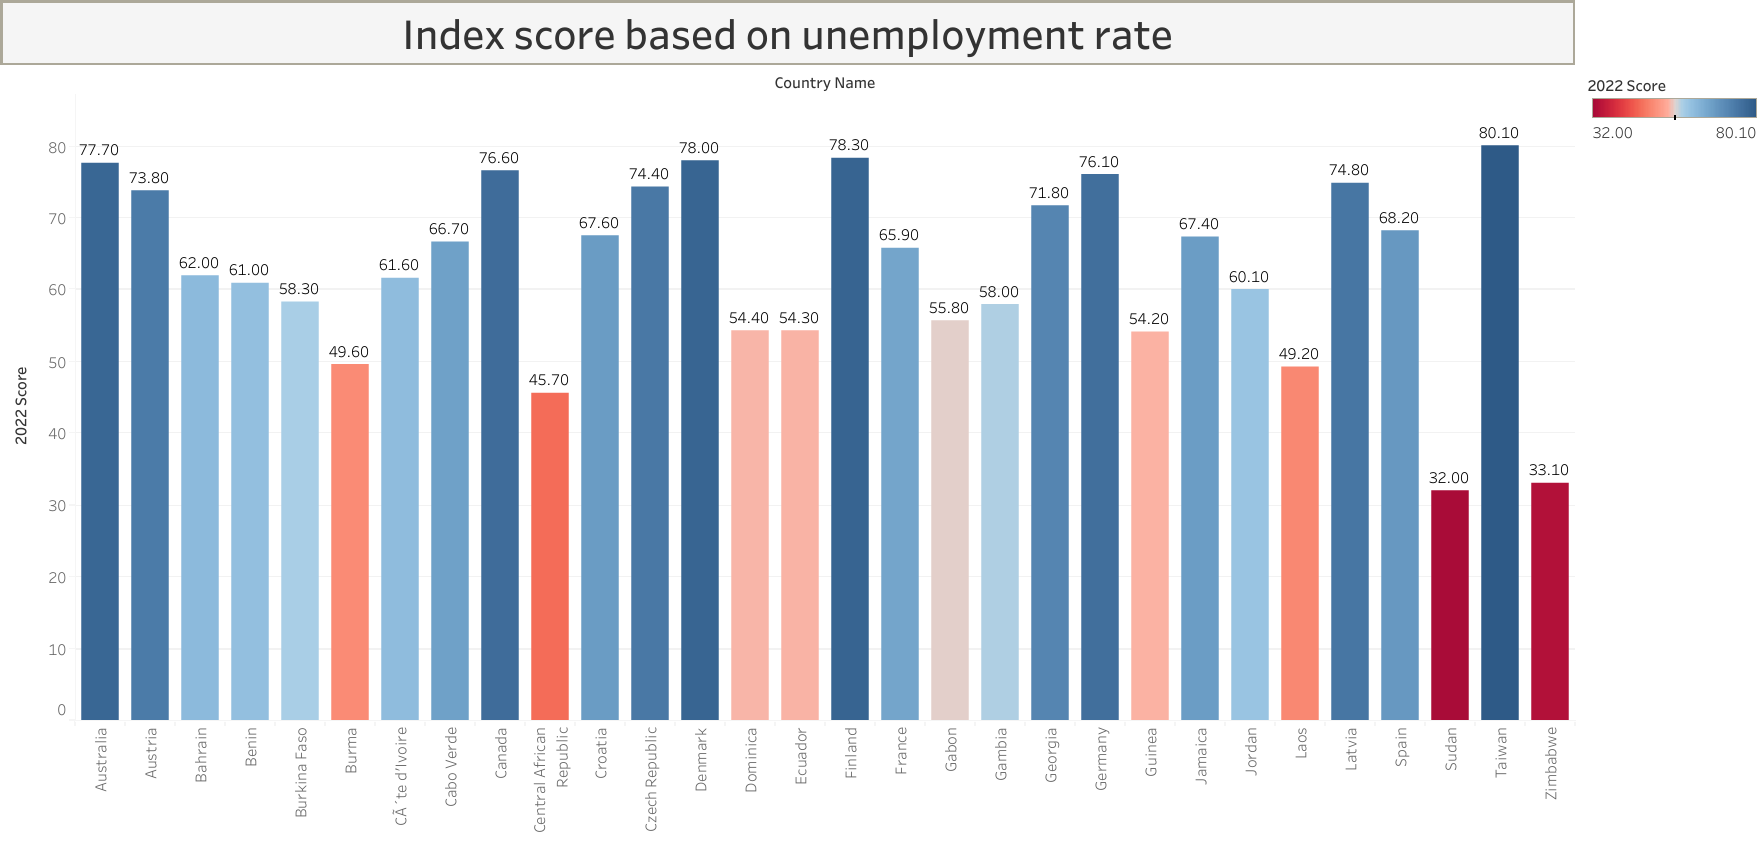 Index score based on unemployment rate
Country Name
2022 Score
32.00 80.10
2022 Score
80
70
60
50
40
30
20
10
0
77.70
73.80
62.00
61.00
58.30
49.60
61.60
66.70
76.60
45.70
67.60
74.40
78.00
54.40
54.30
78.30
65.90
55.80
58.00
71.80
76.10
54.20
67.40
60.10
49.20
74.80
68.20
32.00
80.10
33.10
Australia
Austria
Bahrain
Benin
Burkina Faso
Burma
CÃ´te d'Ivoire
Cabo Verde
Canada
Central African
Republic
Croatia
Czech Republic
Denmark
Dominica
Ecuador
Finland
France
Gabon
Gambia
Georgia
Germany
Guinea
Jamaica
Jordan
Laos
Latvia
Spain
Sudan
Taiwan
Zimbabwe